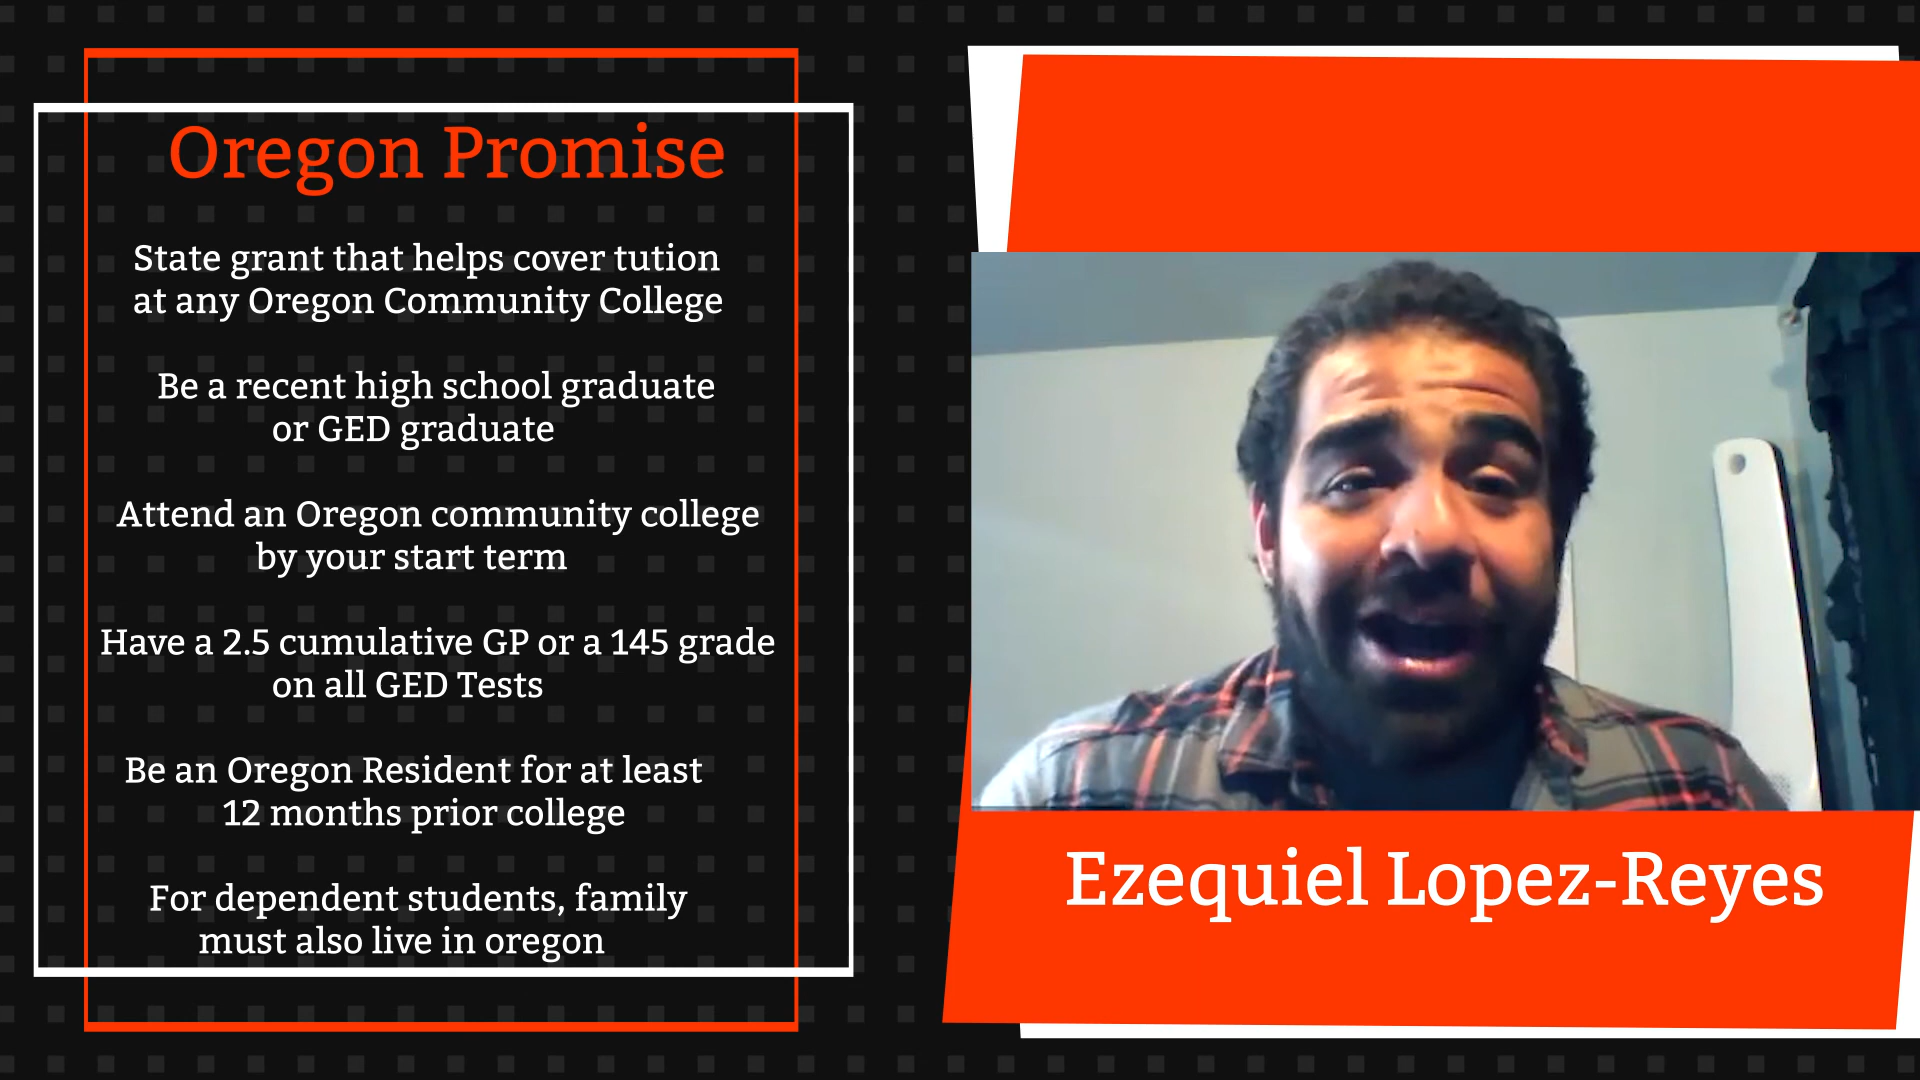 Oregon Promise
State grant that helps cover tution
at any Oregon Community College
Be a recent high school graduate
or GED graduate
Attend an Oregon community college
by your start term
Have a 2.5 cumulative GP or a 145 grade
on all GED Tests
Be an Oregon Resident for at least
12 months prior college
For dependent students, family
must also live in oregon
Ezequiel Lopez-Reyes